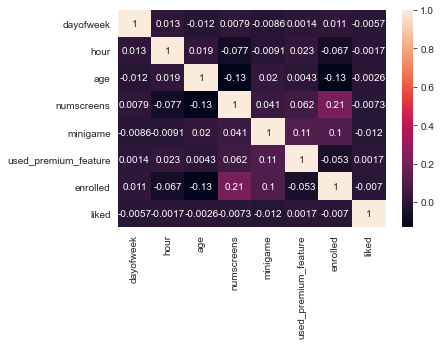 dayofweek 1 0.013 -0.012 0.0079 -0.0086 0.0014 0.011 -0.0057
hour 0.013 1 0.019 -0.077 -0.0091 0.023 -0.067 -0.0017
age -0.012 0.019 1 -0.13 0.02 0.0043 -0.13 -0.0026
numscreens 0.0079 -0.077 -0.13 1 0.041 0.062 0.21 -0.0073
minigame -0.0086 -0.0091 0.02 0.041 1 0.11 0.1 -0.012
used_premium_feature 0.0014 0.023 0.0043 0.062 0.11 1 -0.053 0.0017
enrolled 0.011 -0.067 -0.13 0.21 0.1 -0.053 1 -0.007
liked -0.0057 -0.0017 -0.0026 -0.0073 -0.012 0.0017 -0.007 1
dayofweek
hour
age
numscreens
minigame
used_premium_feature
enrolled
liked
1.0
0.8
0.6
0.4
0.2
0.0